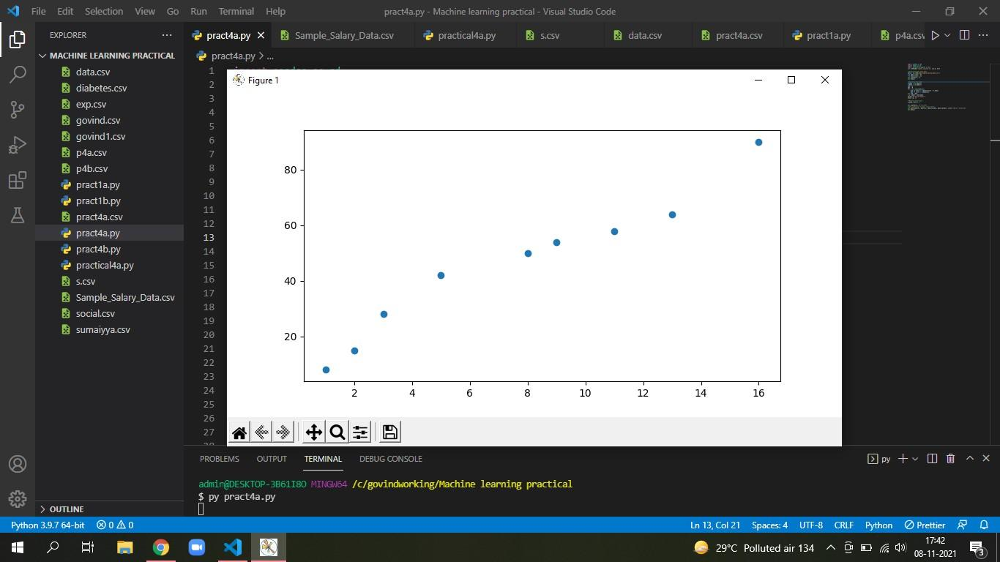 File Edit Selection View Go Run Terminal Help pract4a.py - Machine learning practical - Visual Studio Code
EXPLORER
MACHINE LEARNING PRACTICAL
data.csv
diabetes.csv
exp.csv
govind.csv
govind1.csv
p4a.csv
p4b.csv
pract1a.py
pract1b.py
pract4a.csv
pract4a.py
pract4b.py
practical4a.py
s.csv
Sample_Salary_Data.csv
social.csv
sumaiyya.csv
OUTLINE
pract4a.py Sample_Salary_Data.csv practical4a.py s.csv data.csv pract4a.csv pract1a.py p4a.csv
pract4a.py > ...
1
2
3
4
5
6
7
8
9
10
11
12
13
14
15
16
17
18
19
20
21
22
23
24
25
26
27
28
Figure 1
80
60
40
20
2 4 6 8 10 12 14 16
PROBLEMS OUTPUT TERMINAL DEBUG CONSOLE py
admin@DESKTOP-3B61I8O MINGW64 /c/govindworking/Machine learning practical
$ py pract4a.py
Python 3.9.7 64-bit 0 0 Ln 13, Col 21 Spaces: 4 UTF-8 CRLF Python Prettier
29°C Polluted air 134 17:42
08-11-2021 3